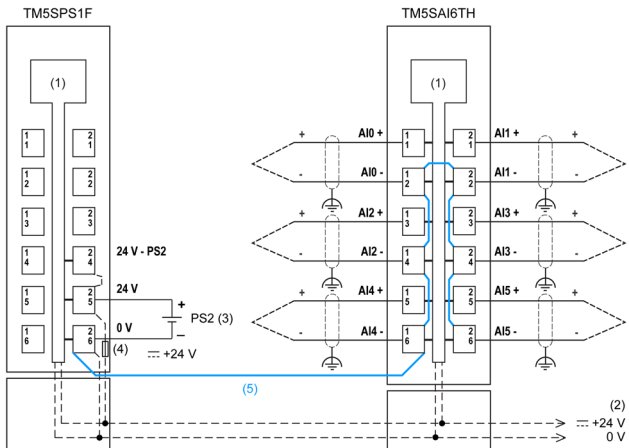 TM5SPS1F TM5SAI6TH
(1) (1)
1 1 2 1 AI0 + 1 1 2 1 AI1 +
+ - + -
1 2 2 2 AI0 - 1 2 2 2 AI1 -
1 3 2 3 AI2 + 1 3 2 3 AI3 +
+ - + -
1 4 2 4 24 V - PS2 AI2 - 1 4 2 4 AI3 -
1 5 2 5 24 V AI4 + 1 5 2 5 AI5 +
+ PS2 (3) -
+ - + -
1 6 2 6 0 V AI4 - 1 6 2 6 AI5 -
(4) +24 V
(5)
(2)
+24 V
0 V